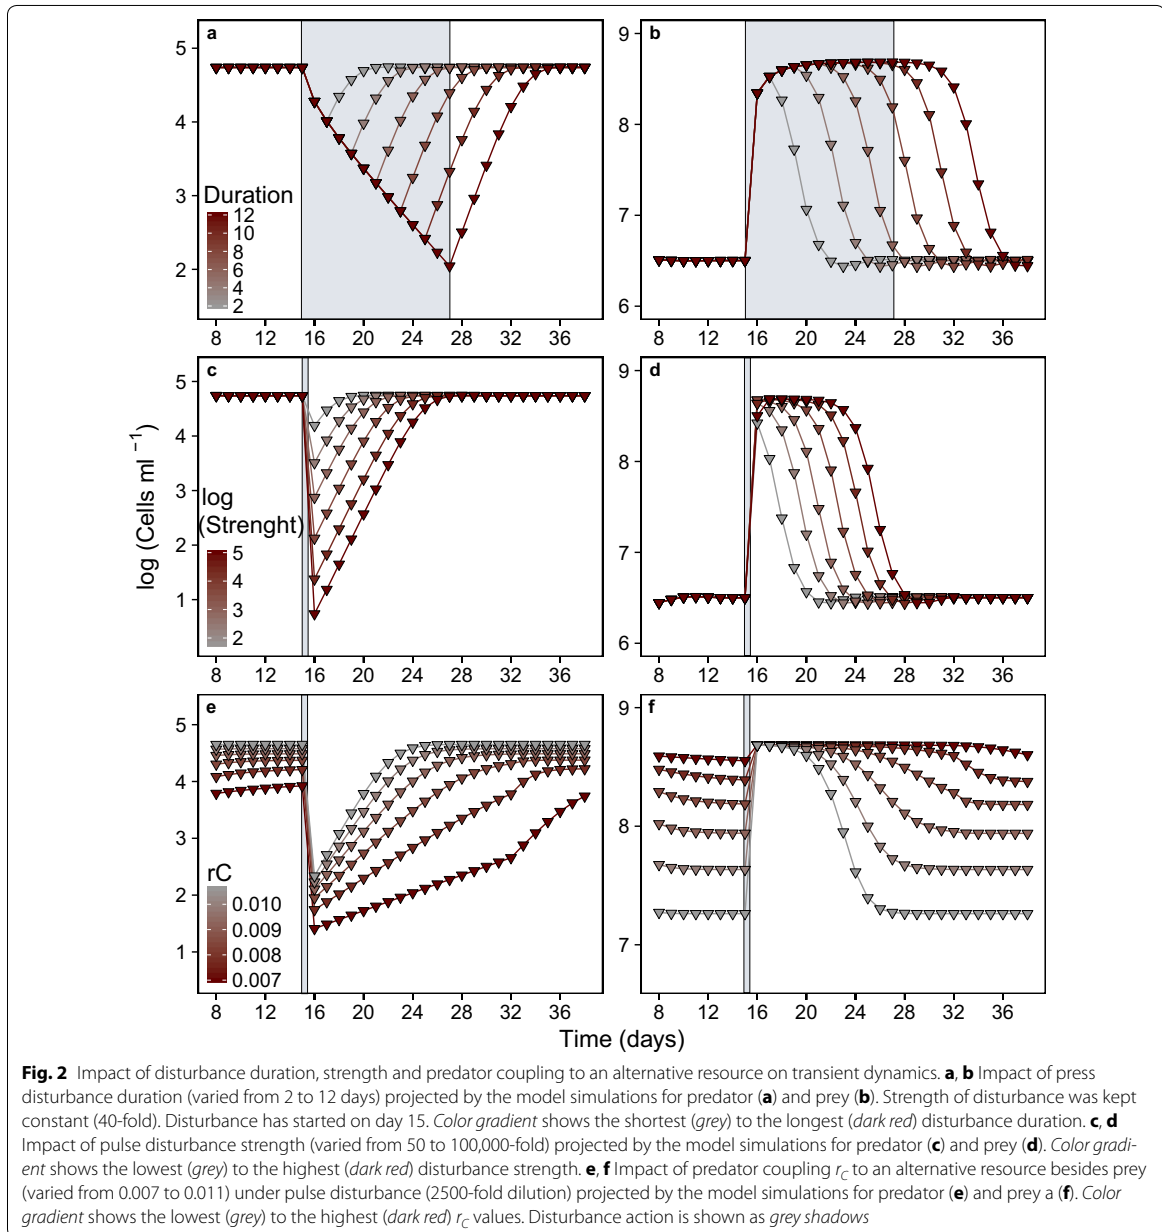 a
5
4
3
2
Duration
12
10
8
6
4
2
8 12 16 20 24 28 32 36
b
9
8
7
6
8 12 16 20 24 28 32 36
c
5
4
3
2
1
log
(Strenght)
5
4
3
2
8 12 16 20 24 28 32 36
d
9
8
7
6
8 12 16 20 24 28 32 36
log (Cells ml −1)
e
5
4
3
2
1
rC
0.010
0.009
0.008
0.007
8 12 16 20 24 28 32 36
f
9
8
7
8 12 16 20 24 28 32 36
Time (days)
Fig. 2 Impact of disturbance duration, strength and predator coupling to an alternative resource on transient dynamics. a, b Impact of press
disturbance duration (varied from 2 to 12 days) projected by the model simulations for predator (a) and prey (b). Strength of disturbance was kept
constant (40-fold). Disturbance has started on day 15. Color gradient shows the shortest (grey) to the longest (dark red) disturbance duration. c, d
Impact of pulse disturbance strength (varied from 50 to 100,000-fold) projected by the model simulations for predator (c) and prey (d). Color gradi-
ent shows the lowest (grey) to the highest (dark red) disturbance strength. e, f Impact of predator coupling rC to an alternative resource besides prey
(varied from 0.007 to 0.011) under pulse disturbance (2500-fold dilution) projected by the model simulations for predator (e) and prey a (f). Color
gradient shows the lowest (grey) to the highest (dark red) rC values. Disturbance action is shown as grey shadows